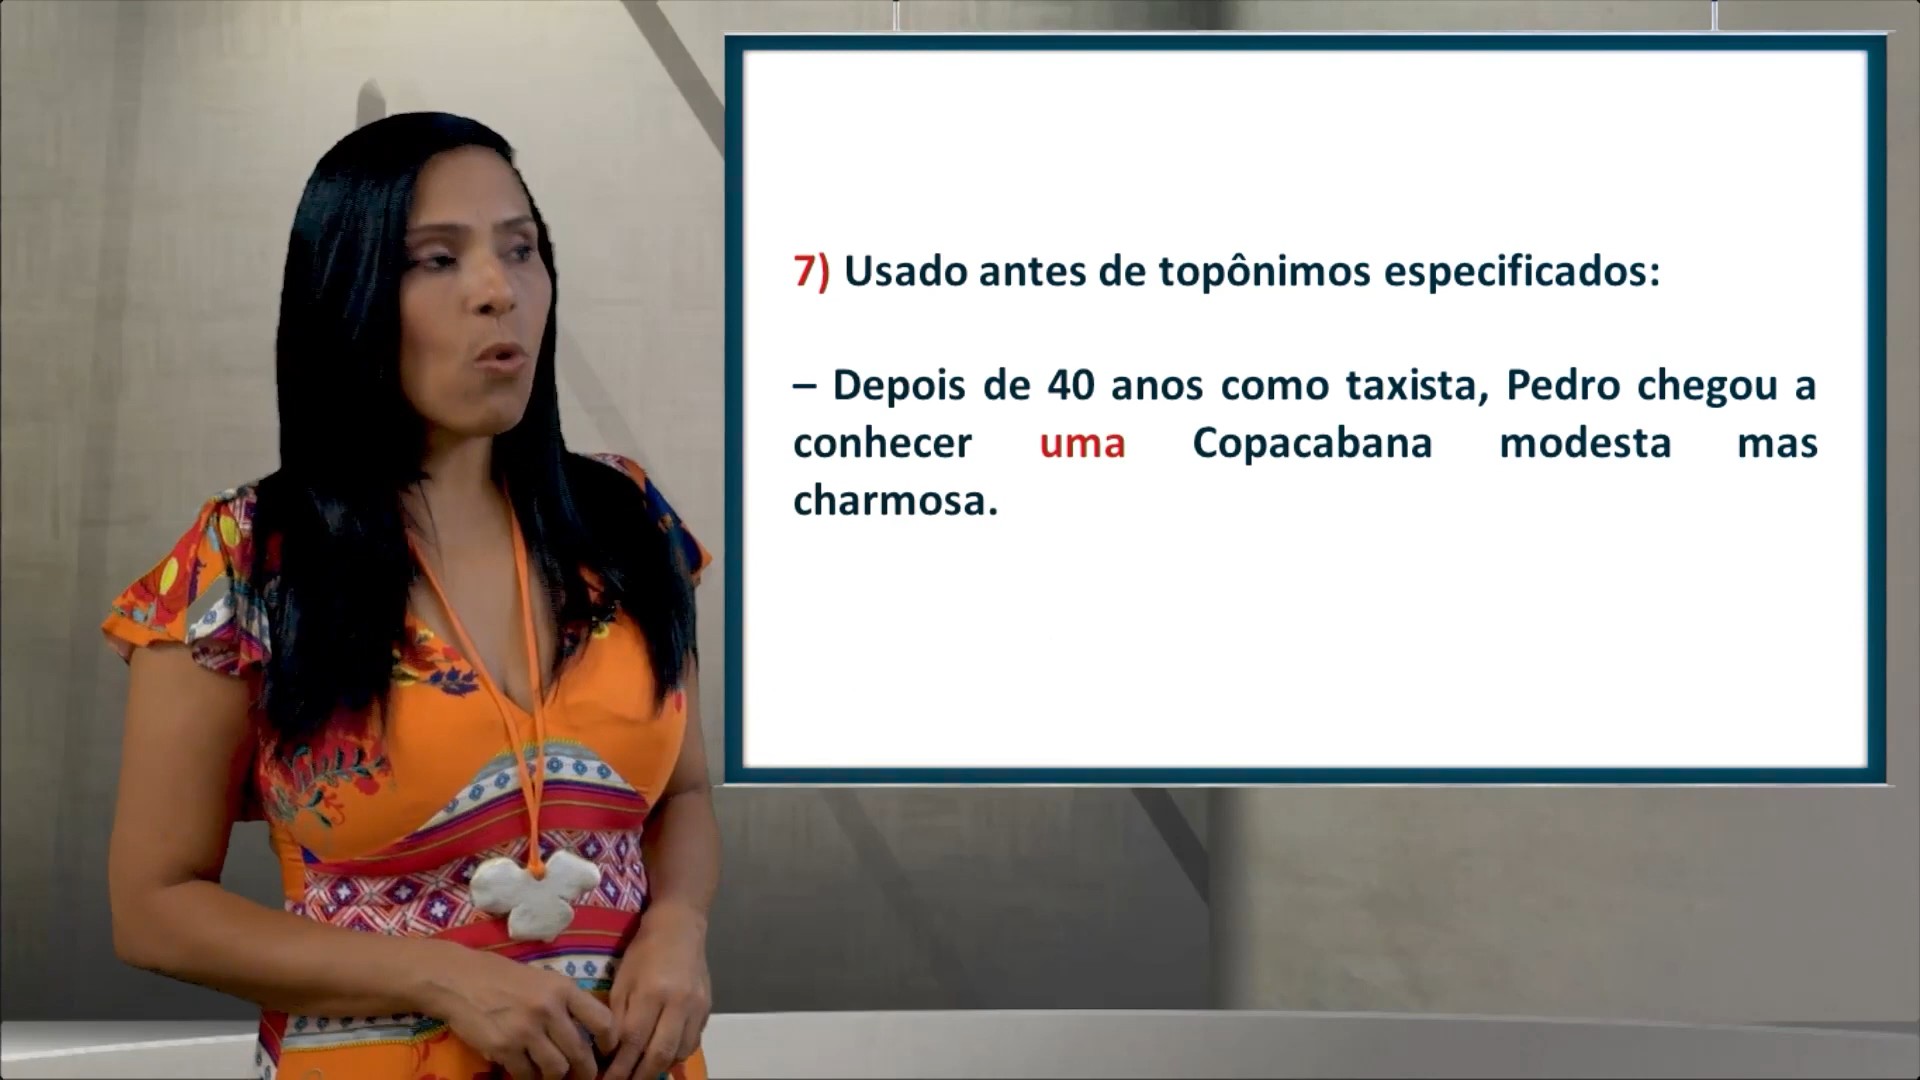 7) Usado antes de topônimos especificados:
– Depois de 40 anos como taxista, Pedro chegou a
conhecer uma Copacabana modesta mas
charmosa.